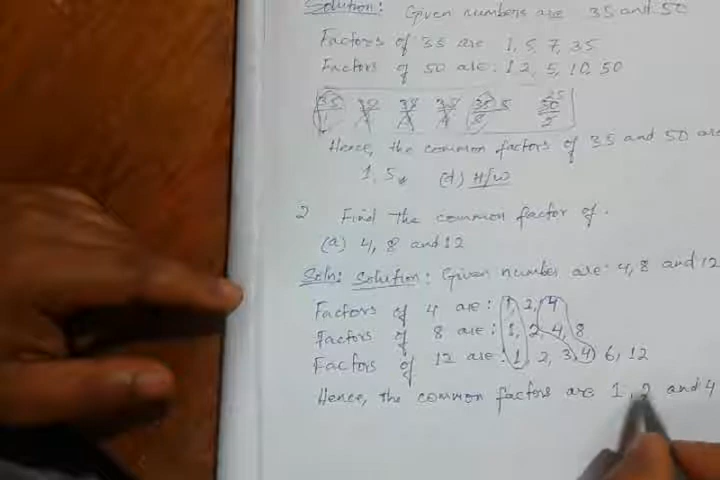 Solution: Given numbers are 35 and 50
Factors of 35 are 1, 5, 7, 35
Factors of 50 are: 1 2, 5, 10, 50
Hence, the common factors of 35 and 50 are
1, 5, (d) H/W
2 Find the common factor of.
(a) 4, 8 and 12
Soln: Solution: Given number are: 4, 8 and 12
Factors of 4 are: 1, 2, 4
Factors of 8 are: 1, 2, 4, 8
Factors of 12 are: 1, 2, 3, 4, 6, 12
Hence, the common factors are 1, 2 and 4